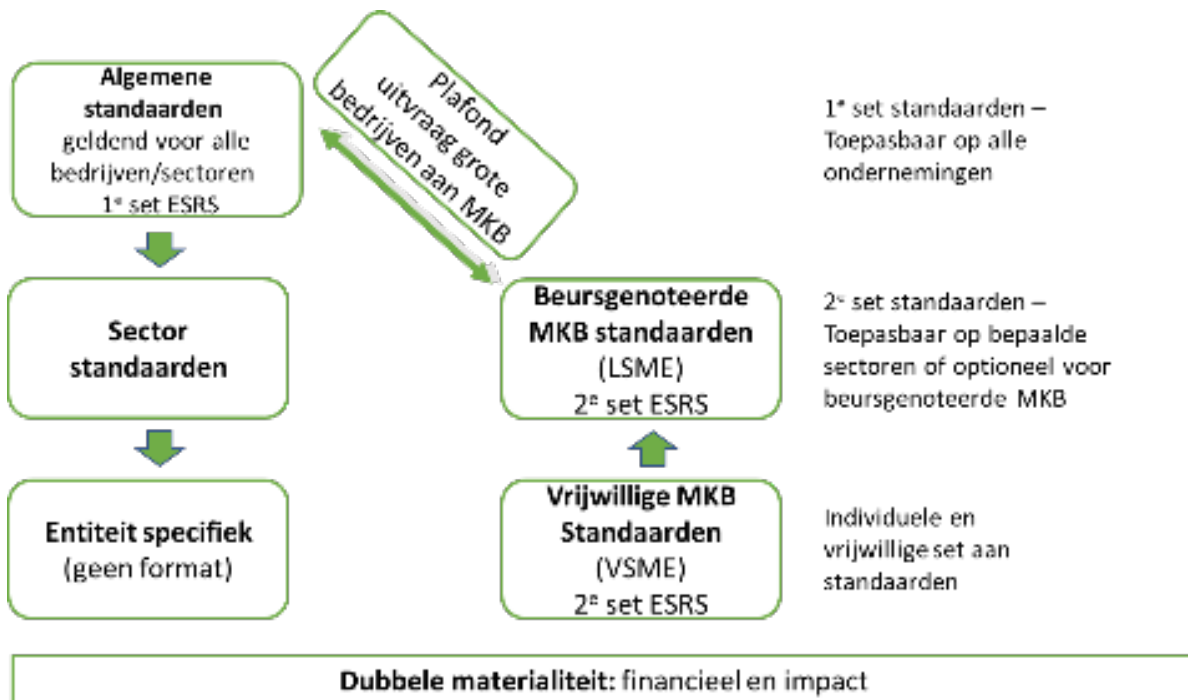 Algemene
standaarden
geldend voor alle
bedrijven/sectoren
1e set ESRS
Plafond
uitvraag grote
bedrijven aan MKB
1e set standaarden –
Toepasbaar op alle
ondernemingen
Sector
standaarden
Beursgenoteerde
MKB standaarden
(LSME)
2e set ESRS
2e set standaarden –
Toepasbaar op bepaalde
sectoren of optioneel voor
beursgenoteerde MKB
Entiteit specifiek
(geen format)
Vrijwillige MKB
Standaarden
(VSME)
2e set ESRS
Individuele en
vrijwillige set aan
standaarden
Dubbele materialiteit: financieel en impact